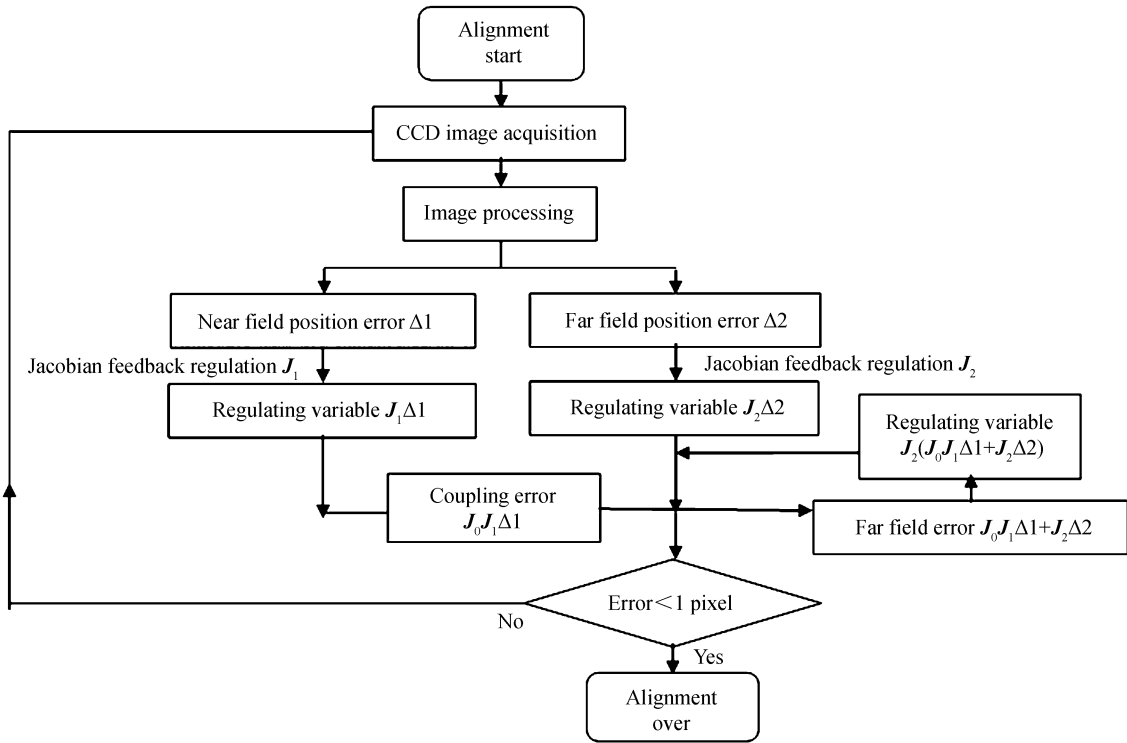 Alignment
start
CCD image acquisition
Image processing
Near field position error Δ1
Far field position error Δ2
Jacobian feedback regulation J₁
Jacobian feedback regulation J₂
Regulating variable J₁Δ1
Regulating variable J₂Δ2
Regulating variable
J₂(J₀J₁Δ1+J₂Δ2)
Coupling error
J₀J₁Δ1
Far field error J₀J₁Δ1+J₂Δ2
Error<1 pixel
No
Yes
Alignment
over